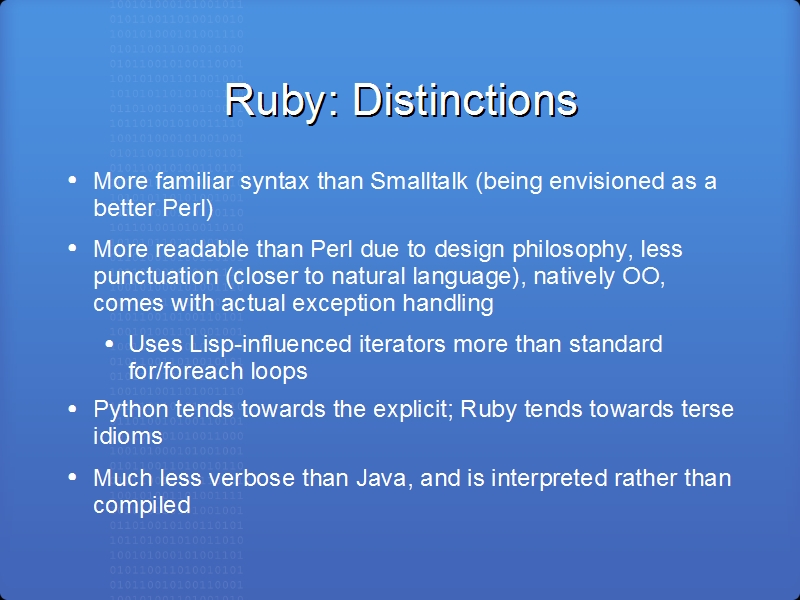 Ruby: Distinctions
• More familiar syntax than Smalltalk (being envisioned as a
better Perl)
• More readable than Perl due to design philosophy, less
punctuation (closer to natural language), natively OO,
comes with actual exception handling
• Uses Lisp-influenced iterators more than standard
for/foreach loops
• Python tends towards the explicit; Ruby tends towards terse
idioms
• Much less verbose than Java, and is interpreted rather than
compiled